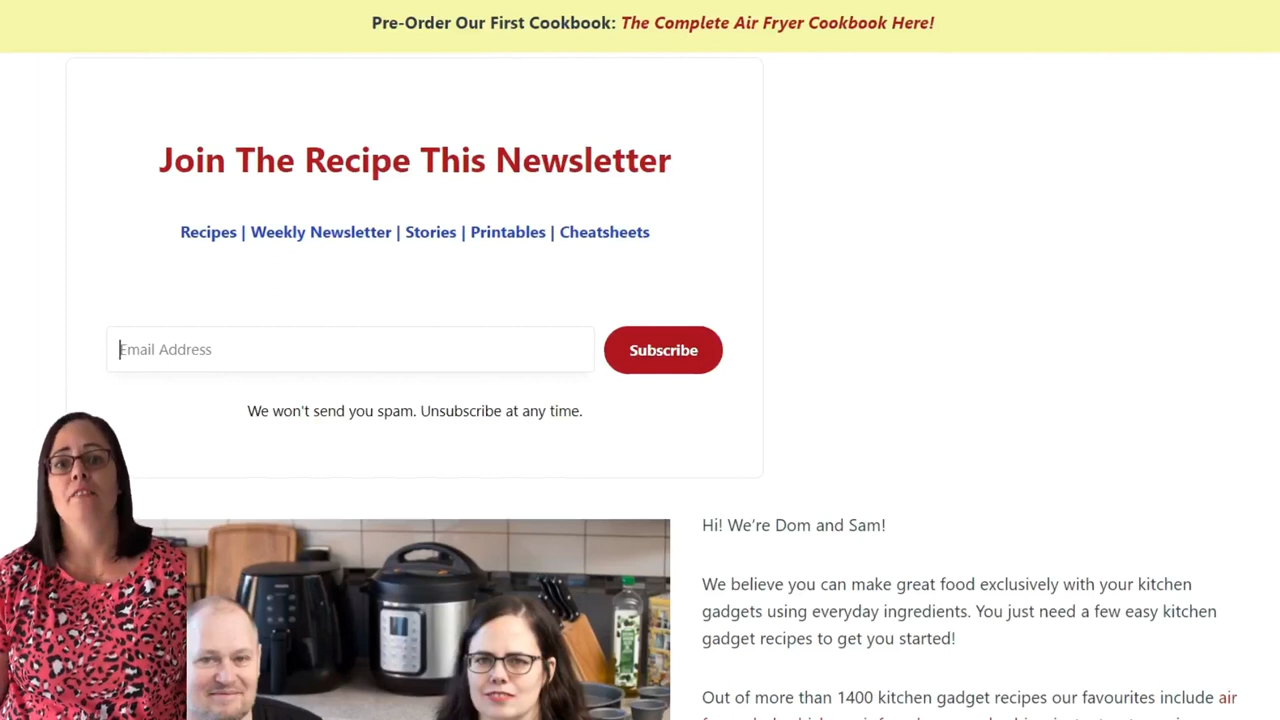 Pre-Order Our First Cookbook: The Complete Air Fryer Cookbook Here!
Join The Recipe This Newsletter
Recipes | Weekly Newsletter | Stories | Printables | Cheatsheets
Email Address
Subscribe
We won't send you spam. Unsubscribe at any time.
Hi! We’re Dom and Sam!
We believe you can make great food exclusively with your kitchen
gadgets using everyday ingredients. You just need a few easy kitchen
gadget recipes to get you started!
Out of more than 1400 kitchen gadget recipes our favourites include air